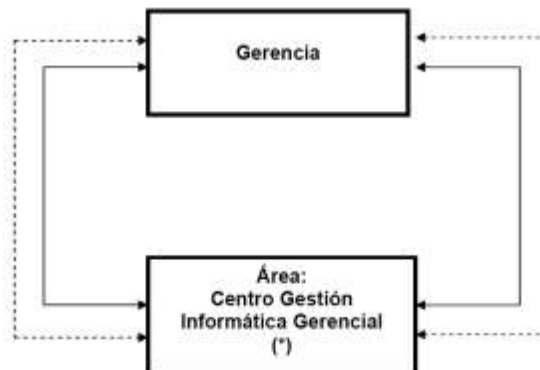 Gerencia
Área:
Centro Gestión
Informática Gerencial
(*)